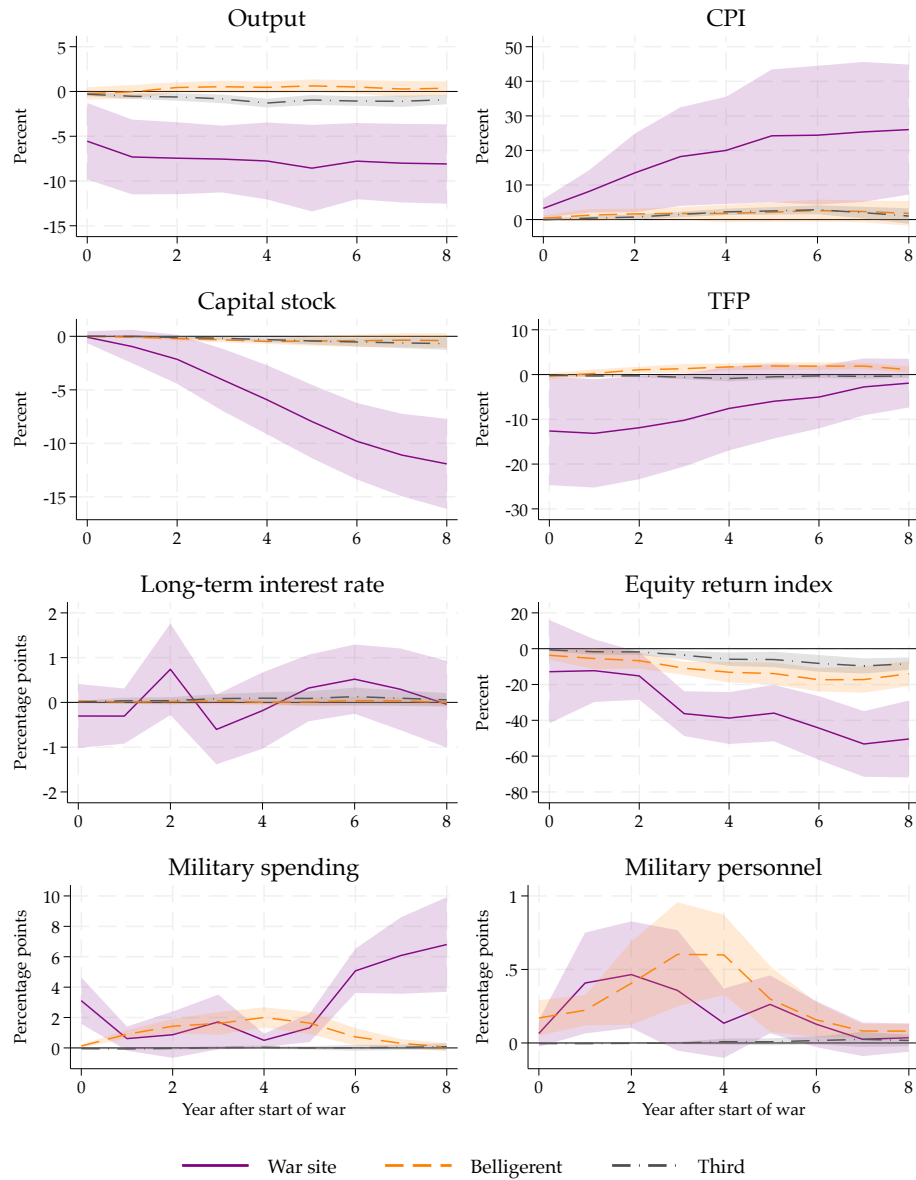 Output
CPI
Percent
5
0
-5
-10
-15
0 2 4 6 8
Percent
50
40
30
20
10
0
0 2 4 6 8
Capital stock
TFP
Percent
0
-5
-10
-15
0 2 4 6 8
Percent
10
0
-10
-20
-30
0 2 4 6 8
Long-term interest rate
Equity return index
Percentage points
2
1
0
-1
-2
0 2 4 6 8
Percent
20
0
-20
-40
-60
-80
0 2 4 6 8
Military spending
Military personnel
Percentage points
10
8
6
4
2
0
0 2 4 6 8
Year after start of war
Percentage points
1
.5
0
0 2 4 6 8
Year after start of war
War site Belligerent Third